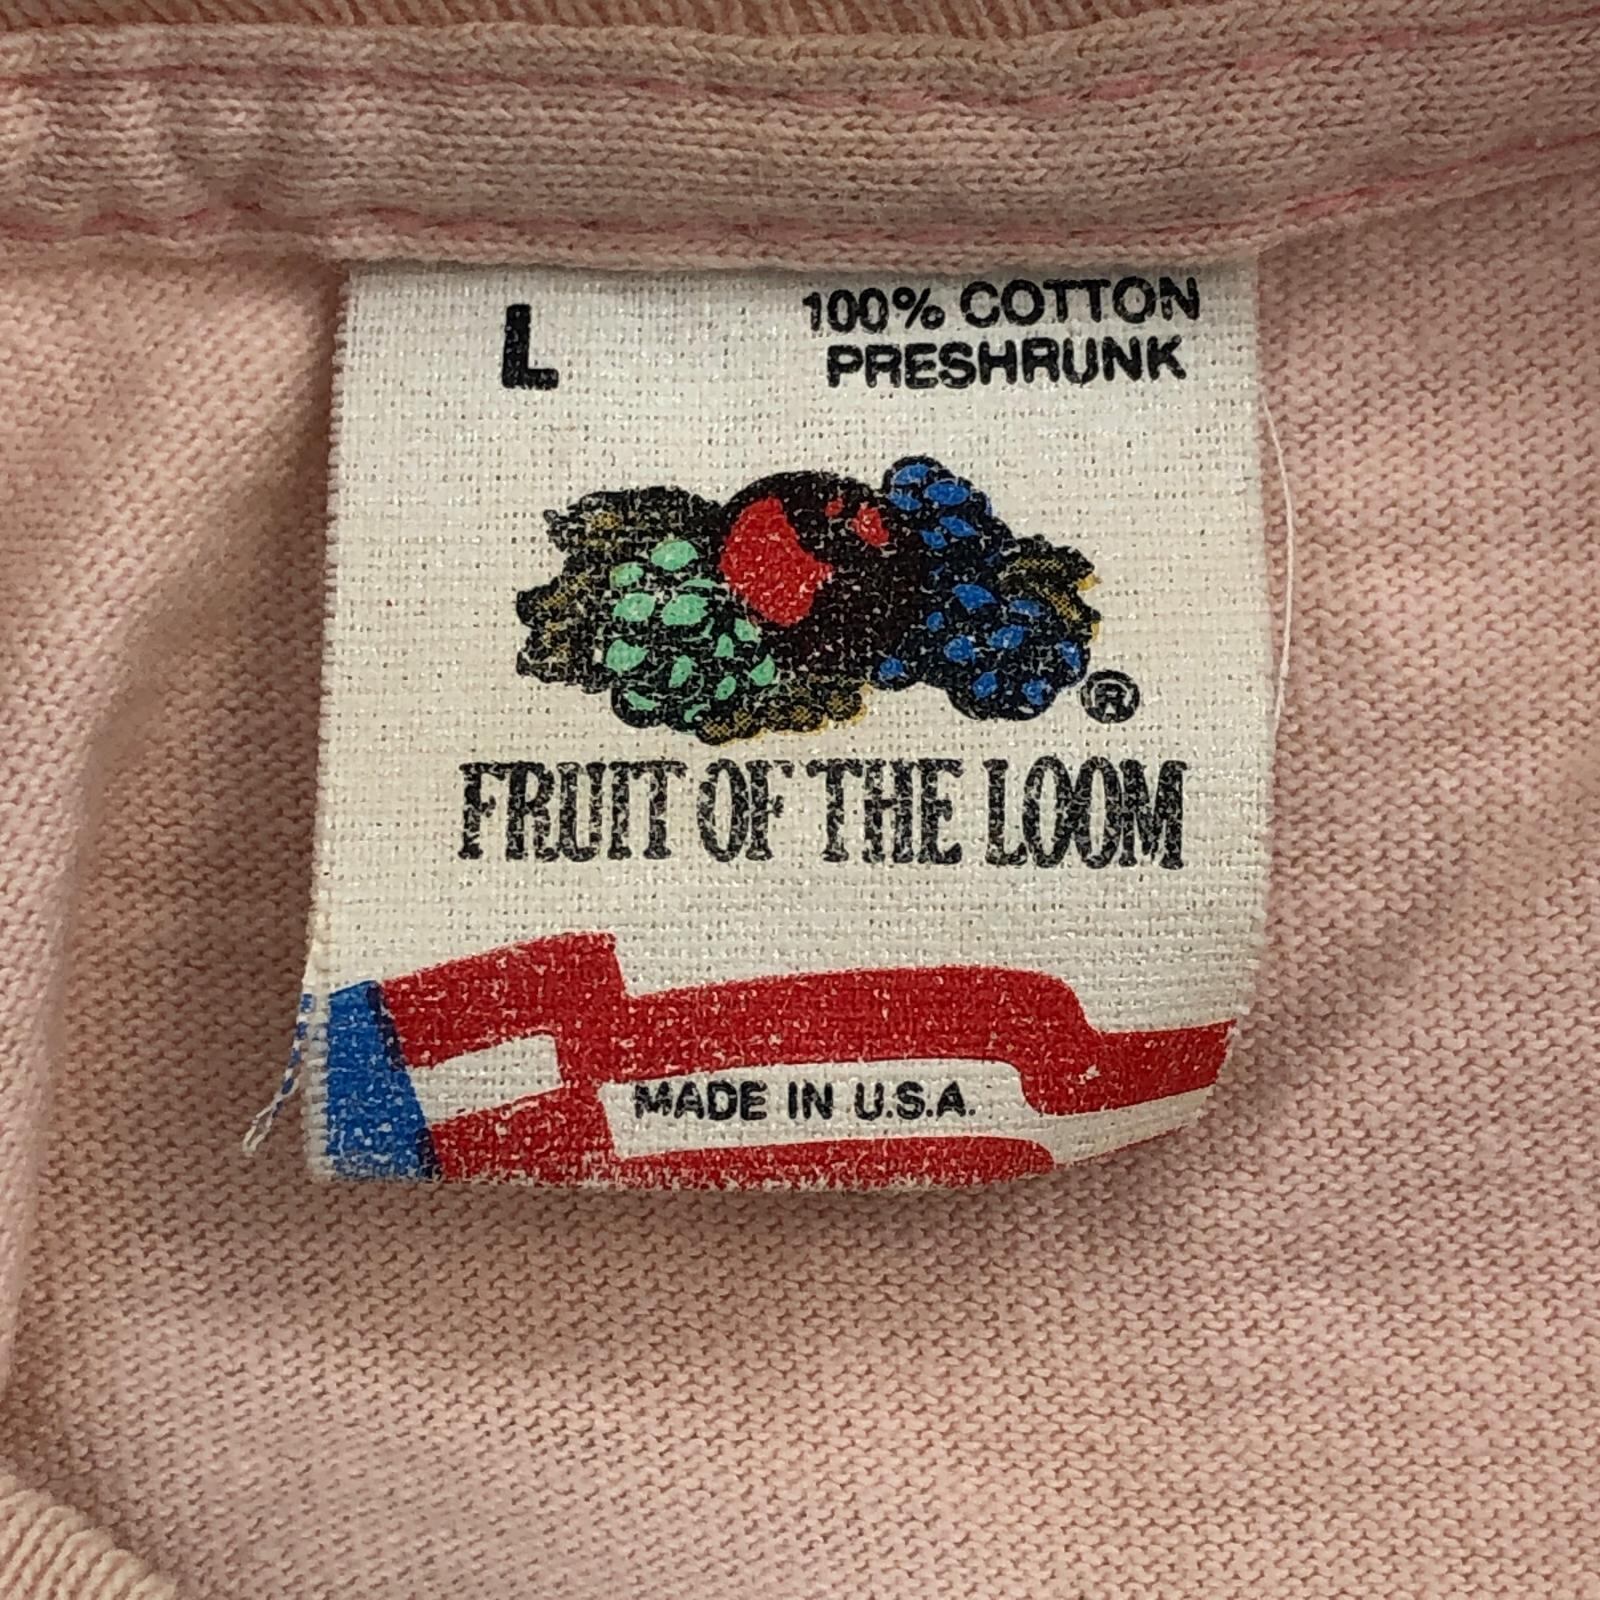 L
100% COTTON
PRESHRUNK
®
FRUIT OF THE LOOM
MADE IN U.S.A.